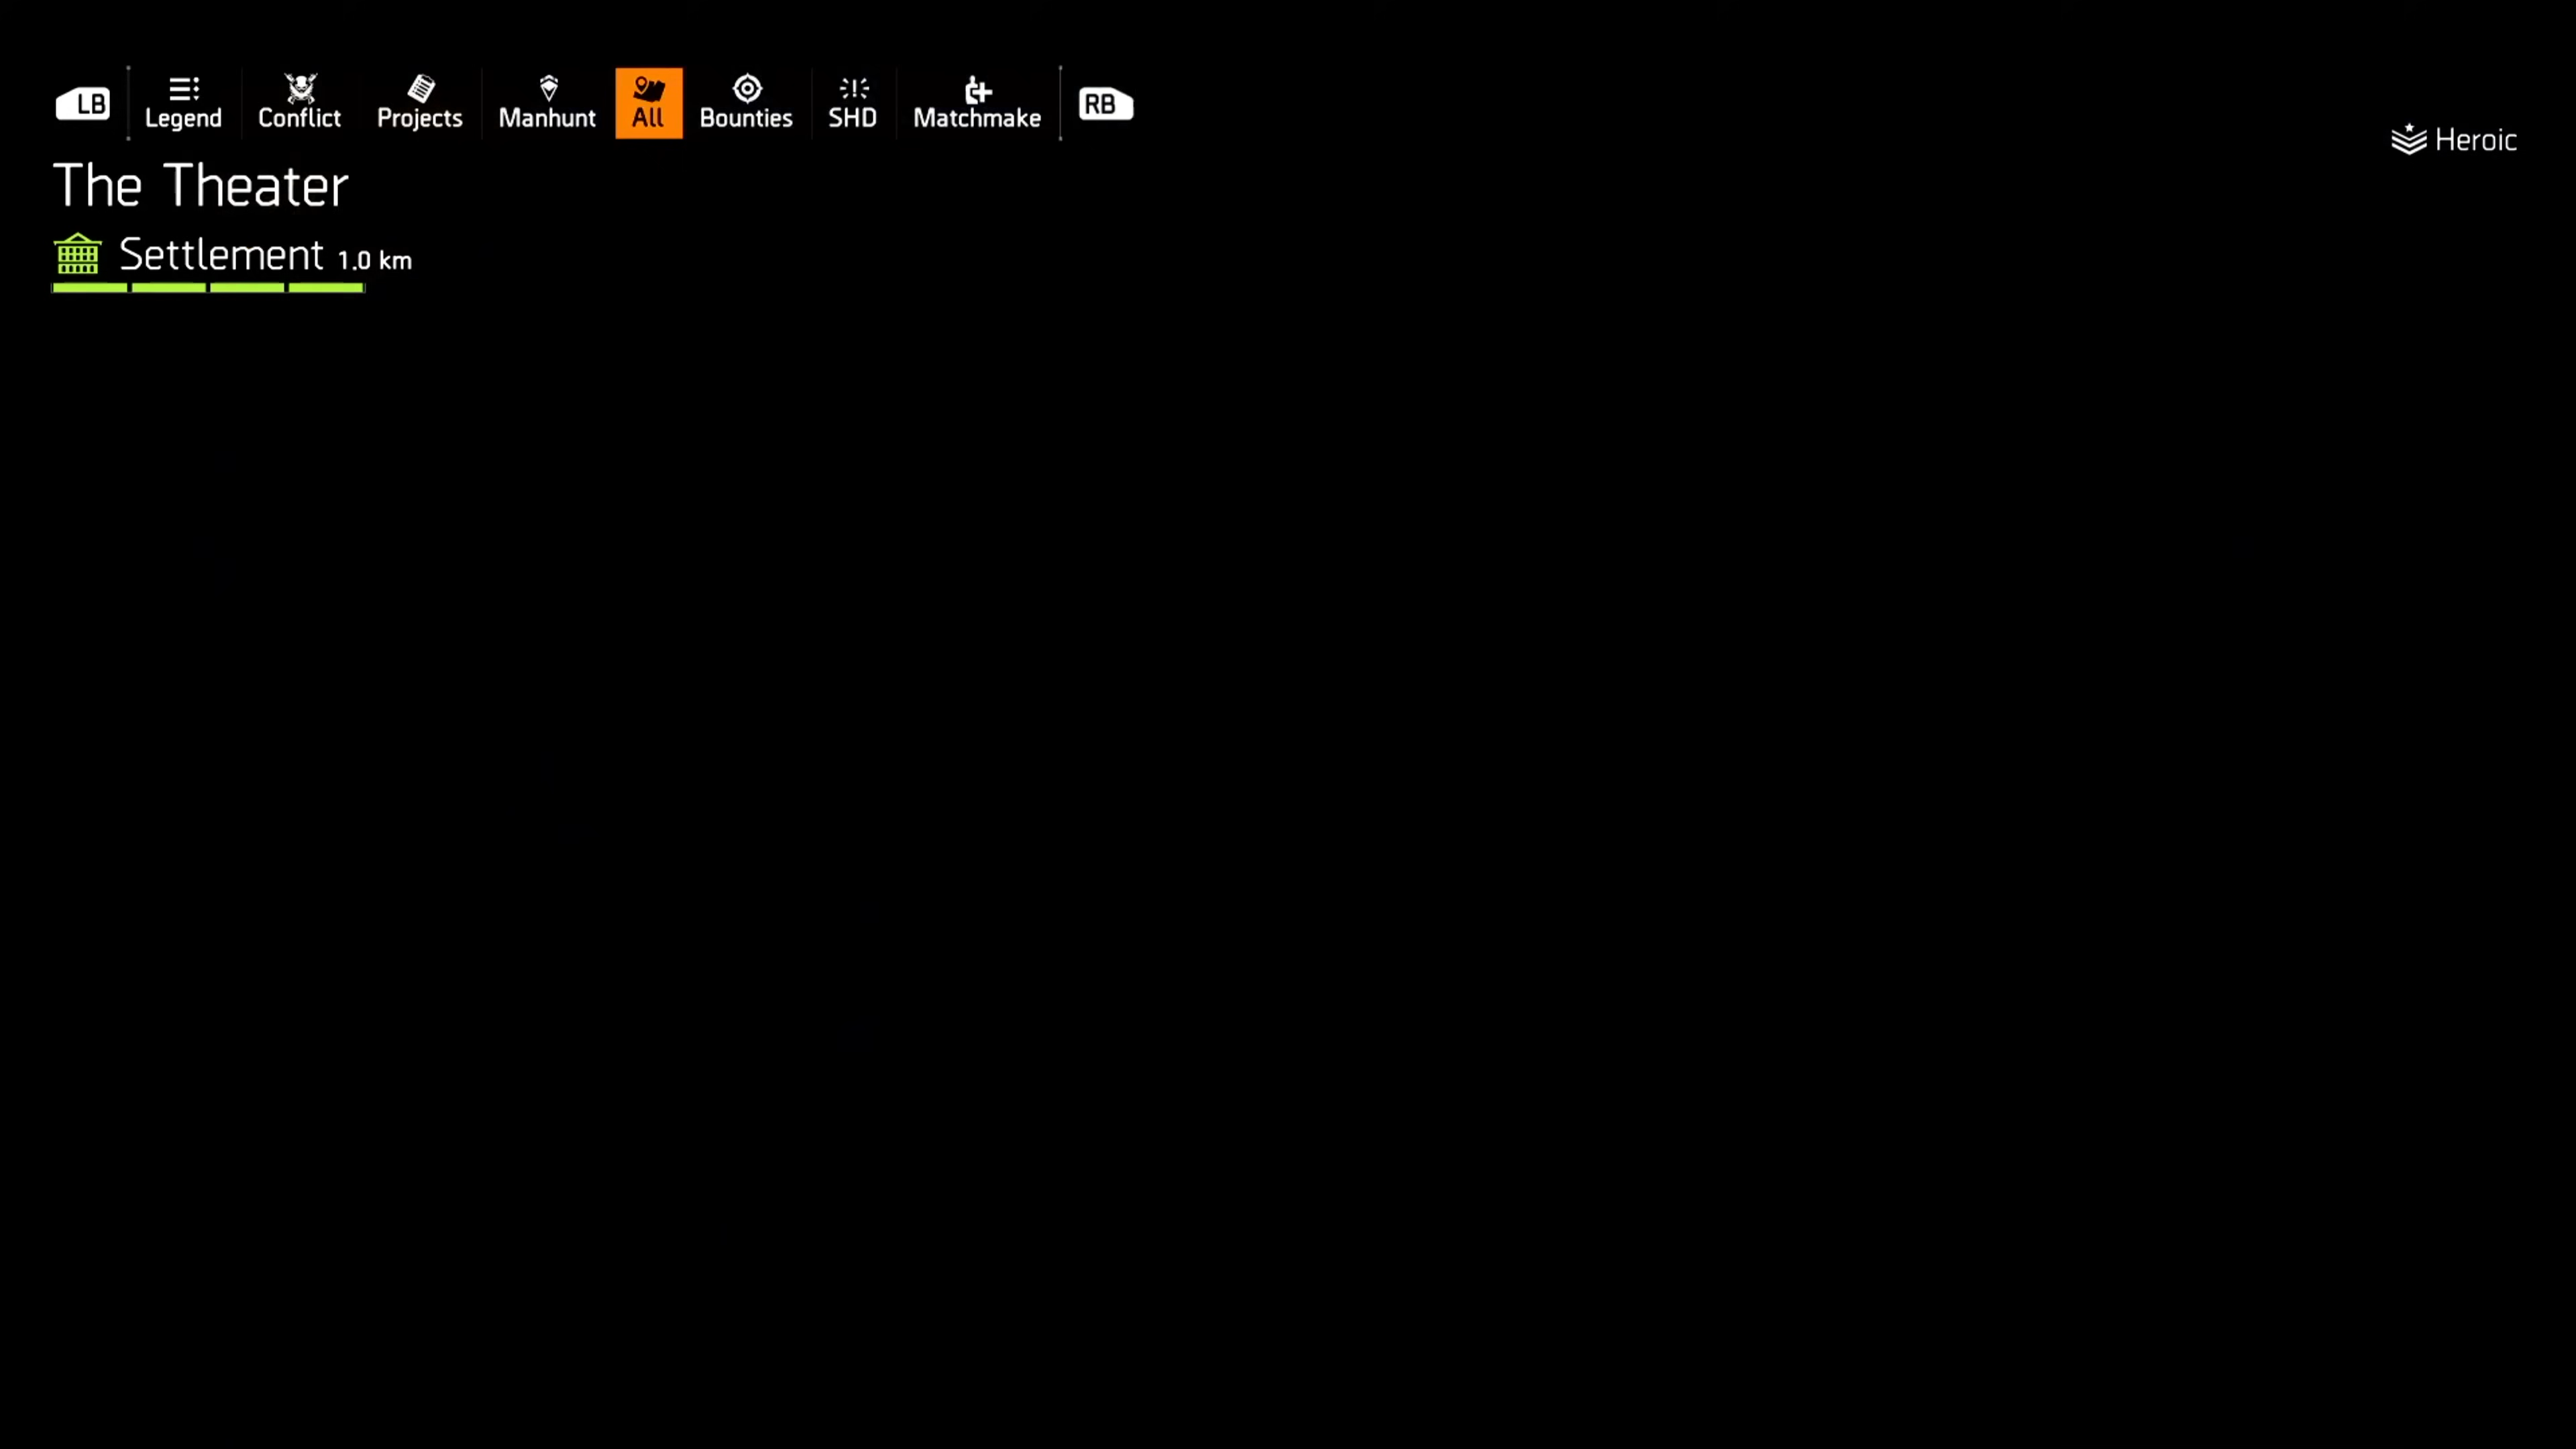 LB Legend Conflict Projects Manhunt All Bounties SHD Matchmake RB
Heroic
The Theater
Settlement 1.0 km